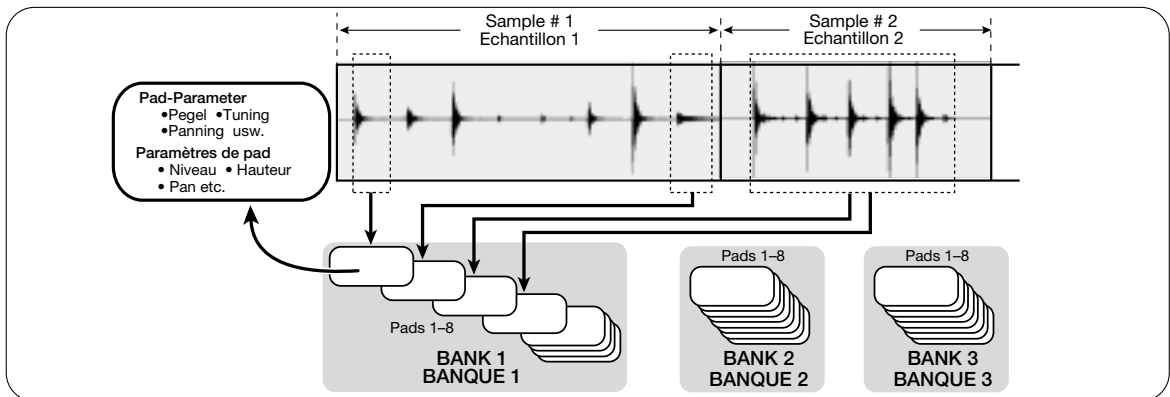 Sample # 1
Echantillon 1
Sample # 2
Echantillon 2
Pad-Parameter
•Pegel •Tuning
•Panning usw.
Paramètres de pad
• Niveau • Hauteur
• Pan etc.
Pads 1–8
BANK 1
BANQUE 1
Pads 1–8
BANK 2
BANQUE 2
Pads 1–8
BANK 3
BANQUE 3